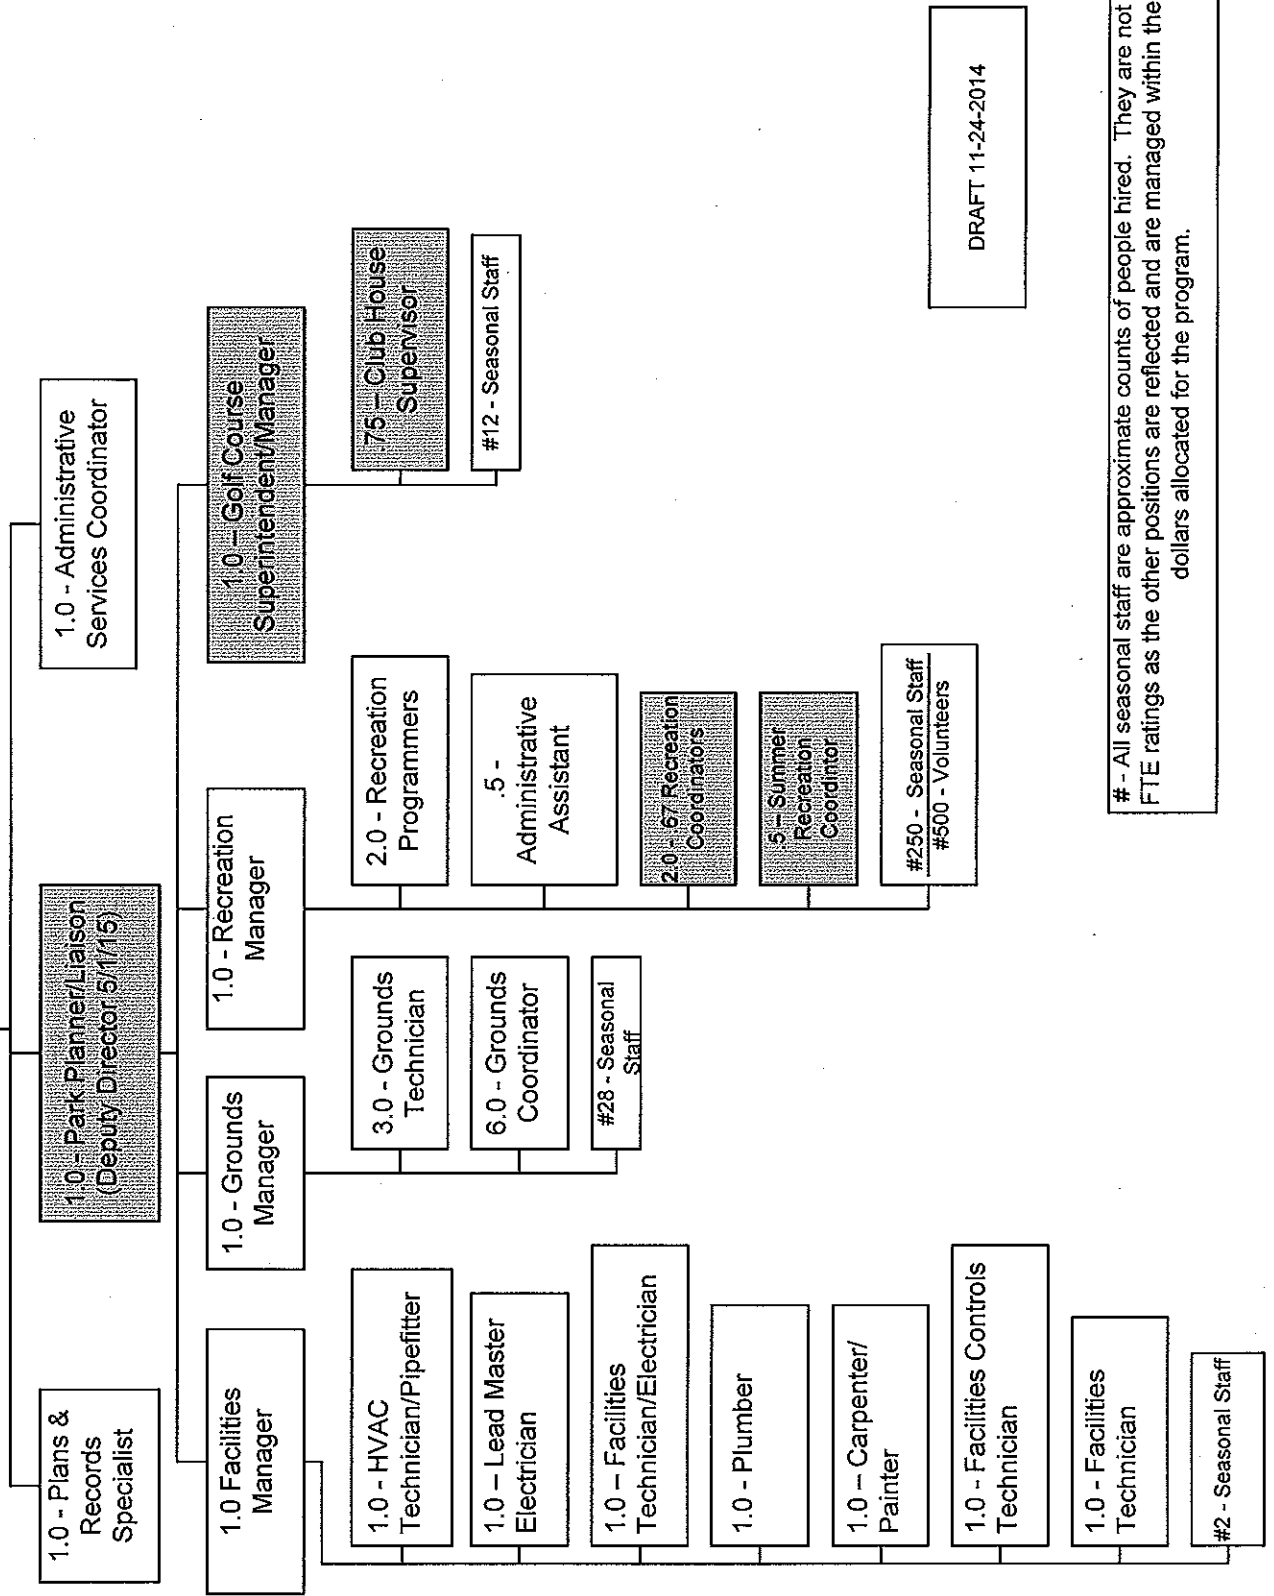 1.0 - Plans &
Records
Specialist
1.0 - Park Planner/Liaison
(Deputy Director 5/1/15)
1.0 - Administrative
Services Coordinator
1.0 Facilities
Manager
1.0 - Grounds
Manager
1.0 - Recreation
Manager
1.0 – Golf Course
Superintendent/Manager
1.0 - HVAC
Technician/Pipefitter
1.0 – Lead Master
Electrician
1.0 – Facilities
Technician/Electrician
1.0 - Plumber
1.0 – Carpenter/
Painter
1.0 - Facilities Controls
Technician
1.0 - Facilities
Technician
#2 - Seasonal Staff
3.0 - Grounds
Technician
6.0 - Grounds
Coordinator
#28 - Seasonal
Staff
2.0 - Recreation
Programmers
.5 -
Administrative
Assistant
2.0 - .67 Recreation
Coordinators
.5 – Summer
Recreation
Coordintor
#250 - Seasonal Staff
#500 - Volunteers
.75 – Club House
Supervisor
#12 - Seasonal Staff
DRAFT 11-24-2014
# - All seasonal staff are approximate counts of people hired. They are not
FTE ratings as the other positions are reflected and are managed within the
dollars allocated for the program.